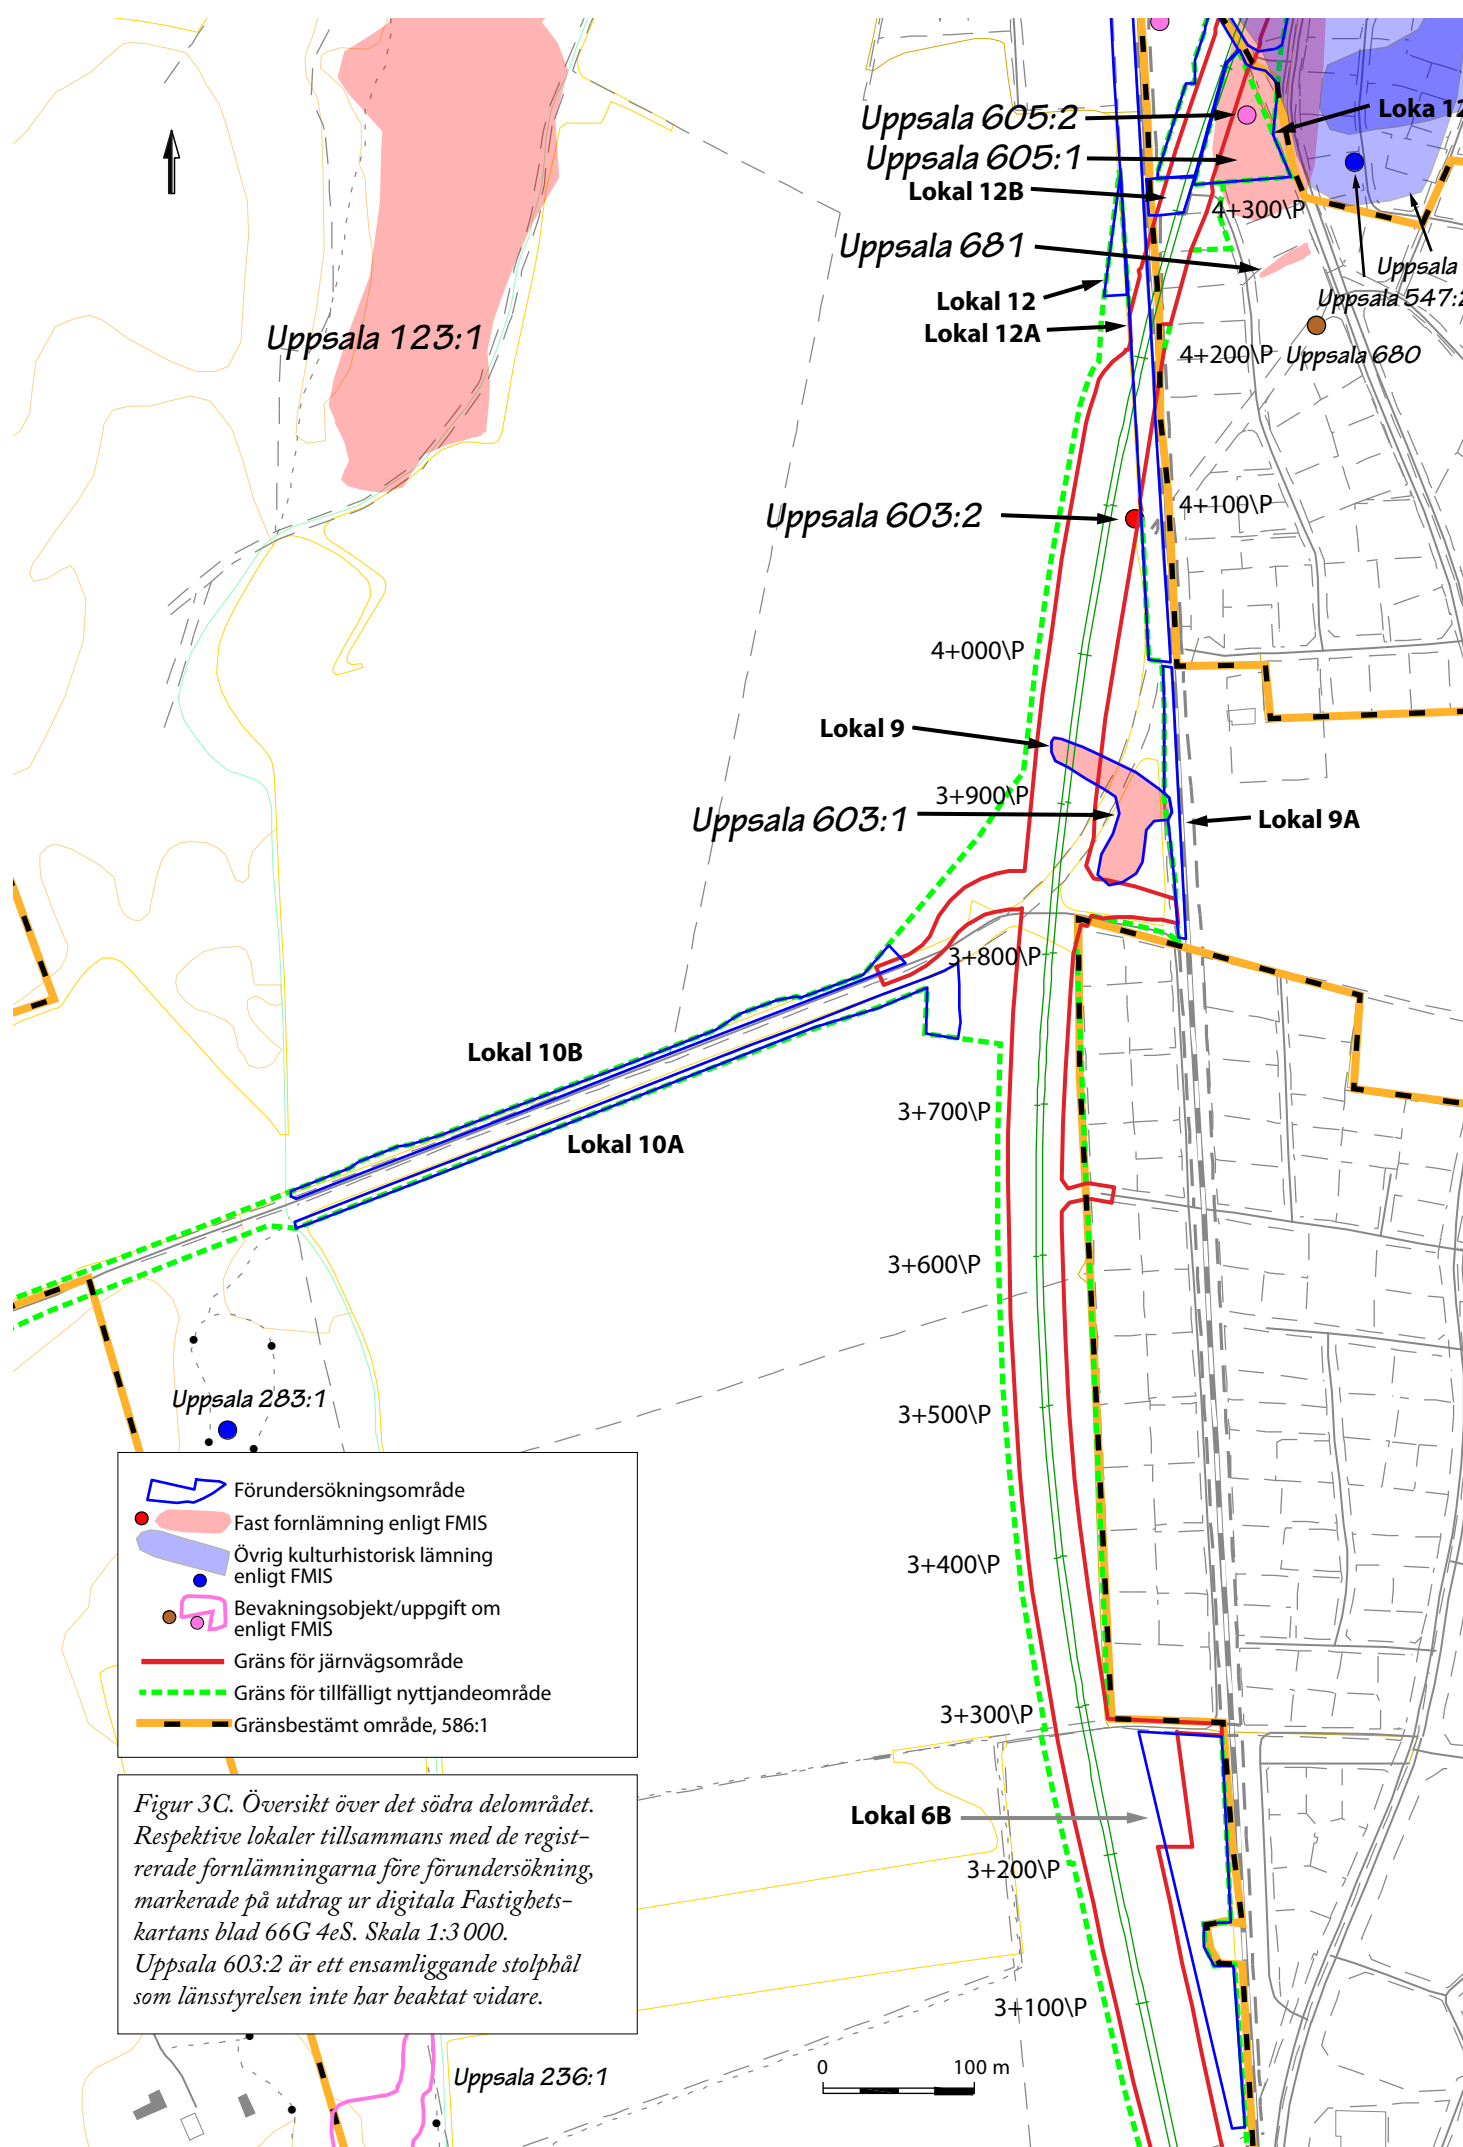 Uppsala 605:2
Loka 12
Uppsala 605:1
Lokal 12B
4+300\P
Uppsala 681
Uppsala
Uppsala 547:2
Lokal 12
Lokal 12A
Uppsala 123:1
4+200\P
Uppsala 680
Uppsala 603:2
4+100\P
4+000\P
Lokal 9
3+900\P
Uppsala 603:1
Lokal 9A
3+800\P
Lokal 10B
3+700\P
Lokal 10A
3+600\P
Uppsala 283:1
3+500\P
Förundersökningsområde
Fast fornlämning enligt FMIS
Övrig kulturhistorisk lämning
enligt FMIS
Bevakningsobjekt/uppgift om
enligt FMIS
Gräns för järnvägsområde
Gräns för tillfälligt nyttjandeområde
Gränsbestämt område, 586:1
3+400\P
3+300\P
Lokal 6B
3+200\P
3+100\P
Figur 3C. Översikt över det södra delområdet.
Respektive lokaler tillsammans med de regist-
rerade fornlämningarna före förundersökning,
markerade på utdrag ur digitala Fastighets-
kartans blad 66G 4eS. Skala 1:3 000.
Uppsala 603:2 är ett ensamliggande stolphål
som länsstyrelsen inte har beaktat vidare.
Uppsala 236:1
0 100 m